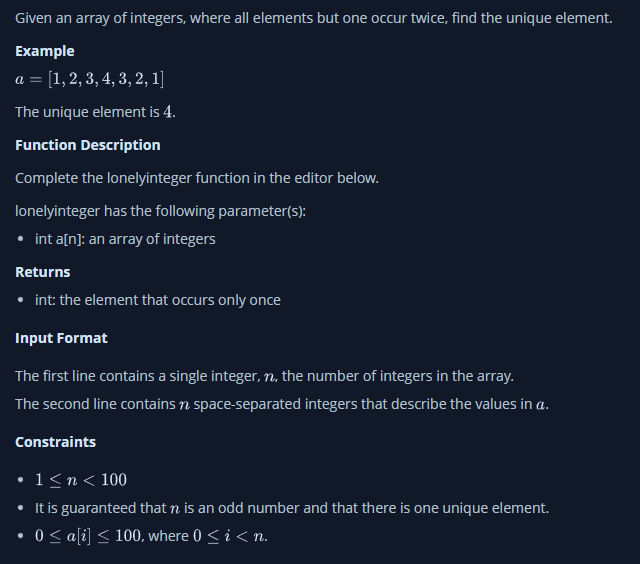 Given an array of integers, where all elements but one occur twice, find the unique element.
Example
a = [1, 2, 3, 4, 3, 2, 1]
The unique element is 4.
Function Description
Complete the lonelyinteger function in the editor below.
lonelyinteger has the following parameter(s):
• int a[n]: an array of integers
Returns
• int: the element that occurs only once
Input Format
The first line contains a single integer, n, the number of integers in the array.
The second line contains n space-separated integers that describe the values in a.
Constraints
• 1 ≤ n < 100
• It is guaranteed that n is an odd number and that there is one unique element.
• 0 ≤ a[i] ≤ 100, where 0 ≤ i < n.